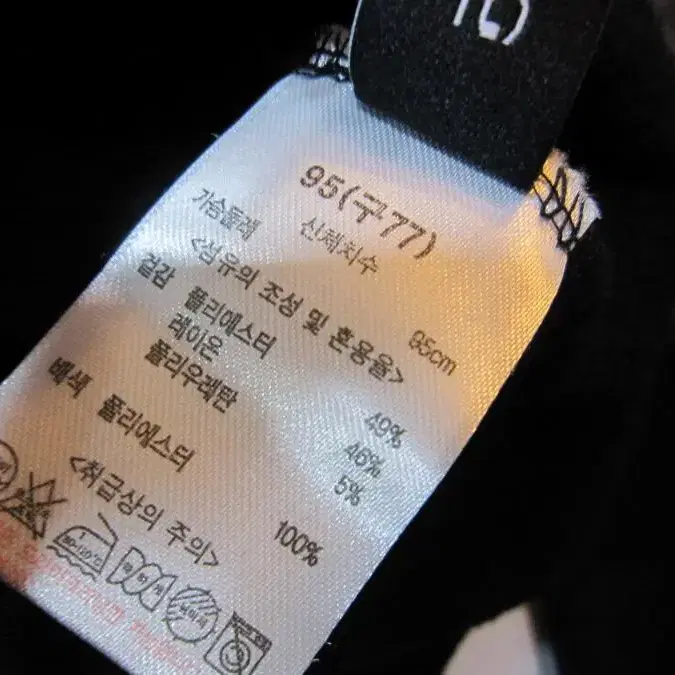 95(구77)
신체치수
가슴둘레 95cm
<섬유의 조성 및 혼용율>
겉감 폴리에스터 49%
레이온 46%
폴리우레탄 5%
배색 폴리에스터 100%
<취급상의 주의>
80-120℃